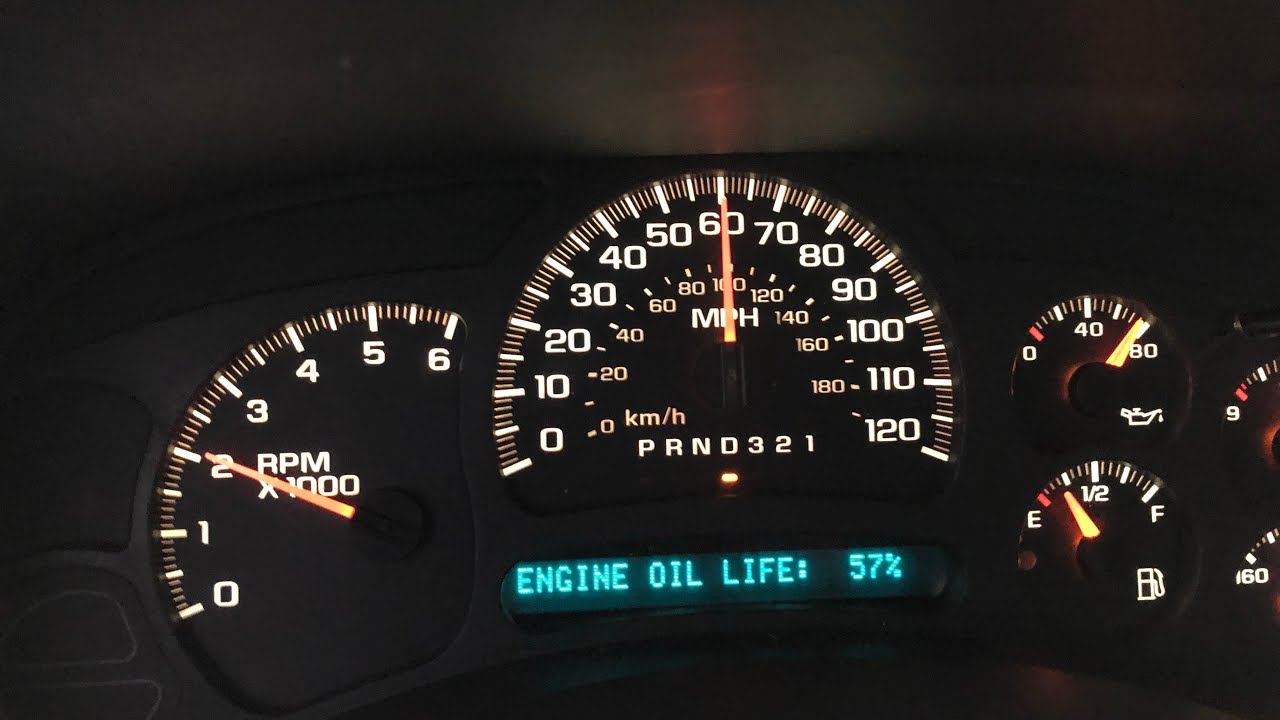 0 1 2 3 4 5 6
RPM
X 1000
0 10 20 30 40 50 60 70 80 90 100 110 120
0 20 40 60 80 100 120 140 160 180
MPH
km/h
P R N D 3 2 1
ENGINE OIL LIFE: 57%
0 40 80
E 1/2 F
9
160